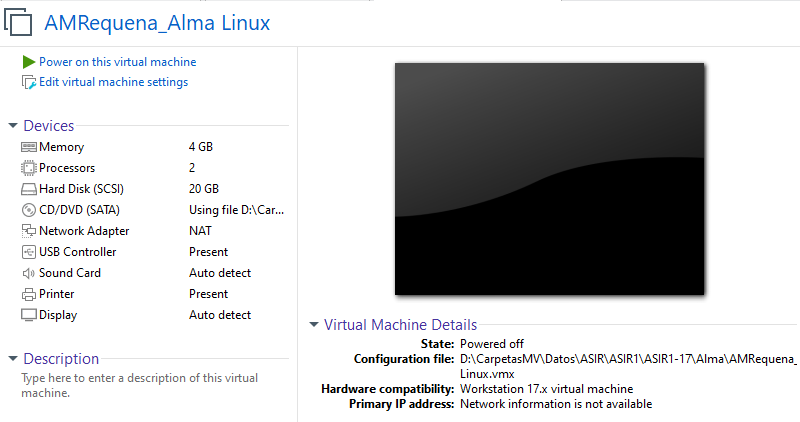 AMRequena_Alma Linux
Power on this virtual machine
Edit virtual machine settings
Devices
Memory 4 GB
Processors 2
Hard Disk (SCSI) 20 GB
CD/DVD (SATA) Using file D:\Car...
Network Adapter NAT
USB Controller Present
Sound Card Auto detect
Printer Present
Display Auto detect
Description
Type here to enter a description of this virtual
machine.
Virtual Machine Details
State: Powered off
Configuration file: D:\CarpetasMV\Datos\ASIR\ASIR1\ASIR1-17\Alma\AMRequena_
Linux.vmx
Hardware compatibility: Workstation 17.x virtual machine
Primary IP address: Network information is not available